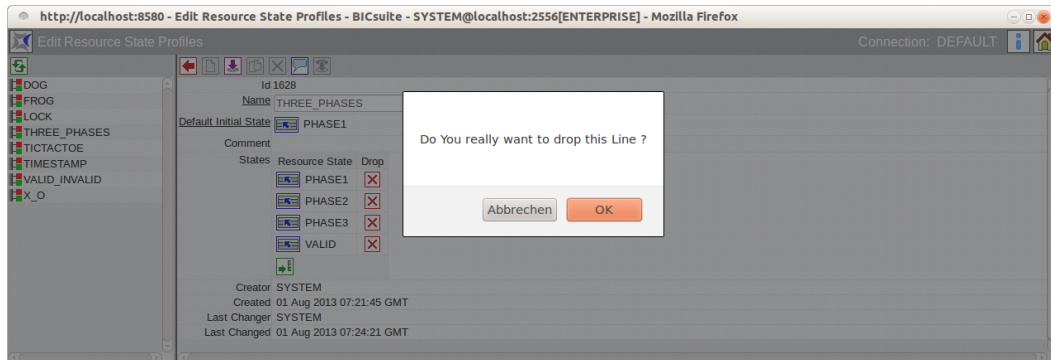 http://localhost:8580 - Edit Resource State Profiles - BICsuite - SYSTEM@localhost:2556[ENTERPRISE] - Mozilla Firefox
Edit Resource State Profiles
Connection: DEFAULT
DOG
FROG
LOCK
THREE_PHASES
TICTACTOE
TIMESTAMP
VALID_INVALID
X_O
Id 1628
Name THREE_PHASES
Default Initial State PHASE1
Comment
States Resource State Drop
PHASE1
PHASE2
PHASE3
VALID
Creator SYSTEM
Created 01 Aug 2013 07:21:45 GMT
Last Changer SYSTEM
Last Changed 01 Aug 2013 07:24:21 GMT
Do You really want to drop this Line ?
Abbrechen OK